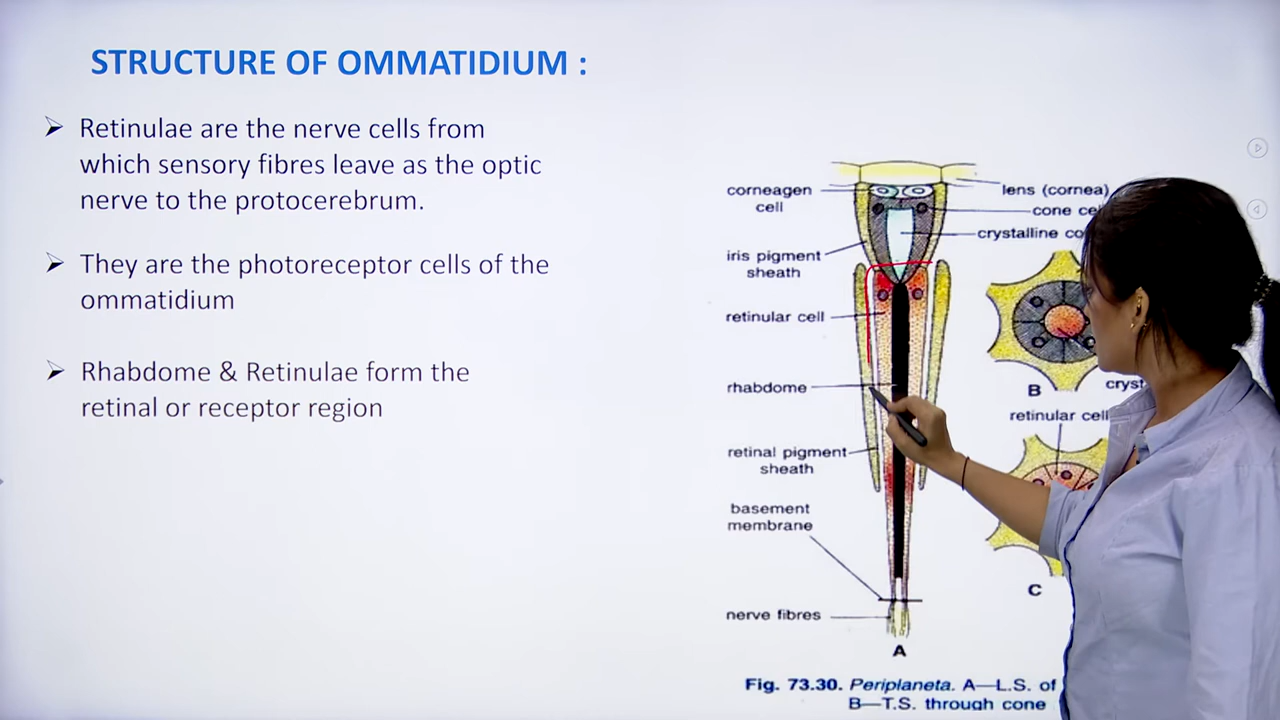 STRUCTURE OF OMMATIDIUM :
➢ Retinulae are the nerve cells from
which sensory fibres leave as the optic
nerve to the protocerebrum.
➢ They are the photoreceptor cells of the
ommatidium
➢ Rhabdome & Retinulae form the
retinal or receptor region
corneagen
cell
iris pigment
sheath
retinular cell
rhabdome
retinal pigment
sheath
basement
membrane
nerve fibres
A
lens (cornea)
cone
crystalline
B
retinular cell
C
Fig. 73.30. Periplaneta. A—L.S. of
B—T.S. through cone